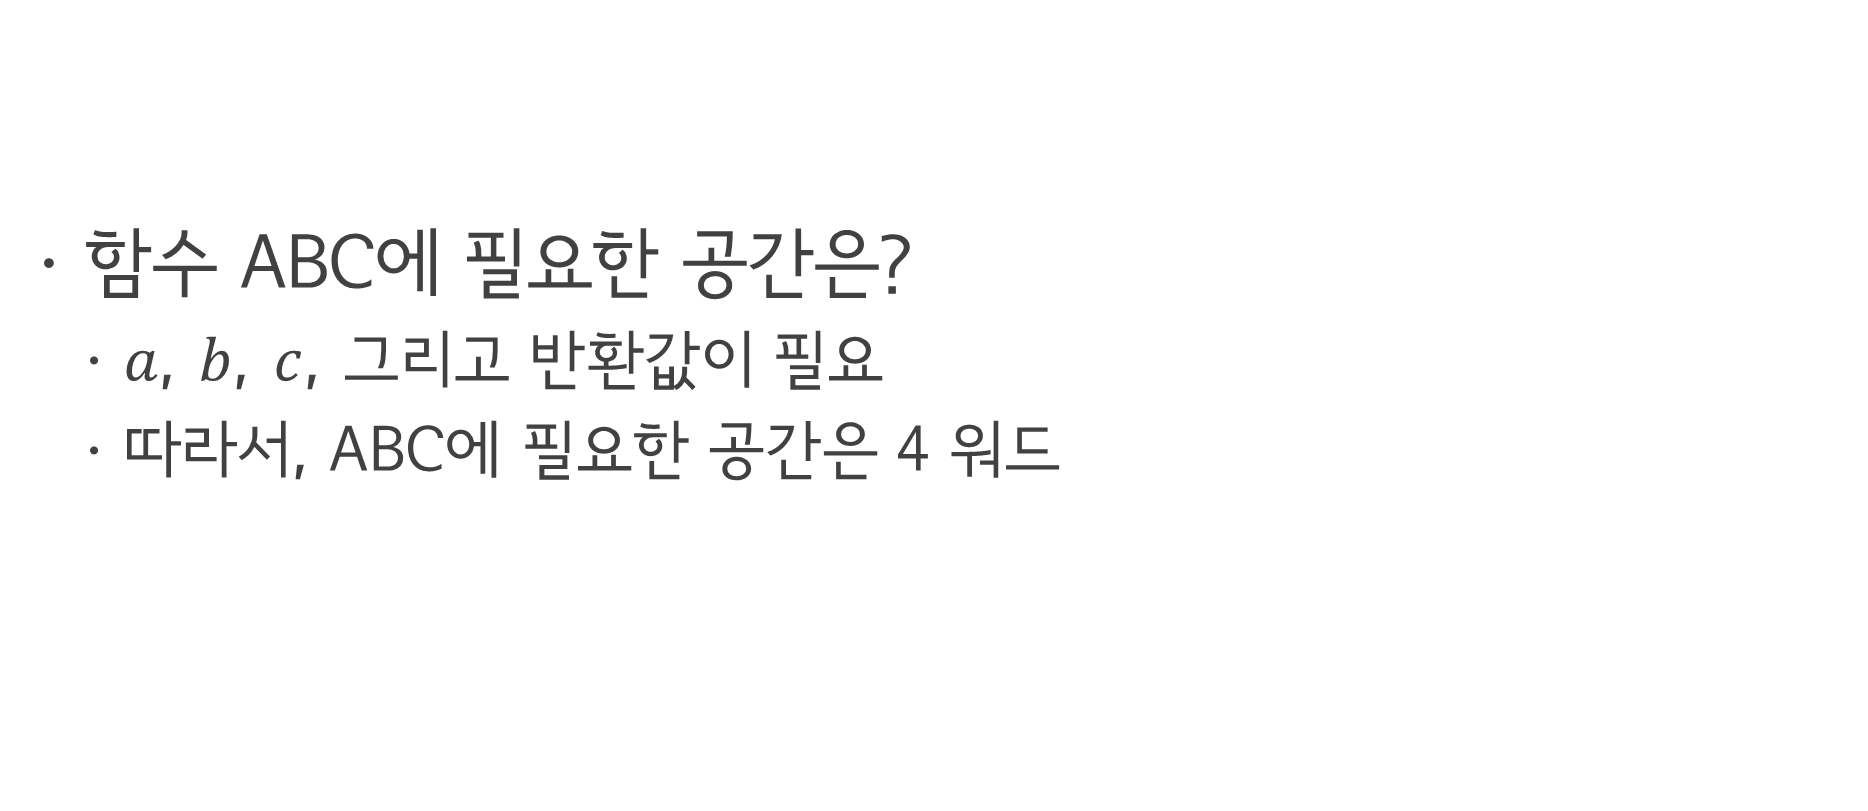 · 함수 ABC에 필요한 공간은?
· a, b, c, 그리고 반환값이 필요
· 따라서, ABC에 필요한 공간은 4 워드